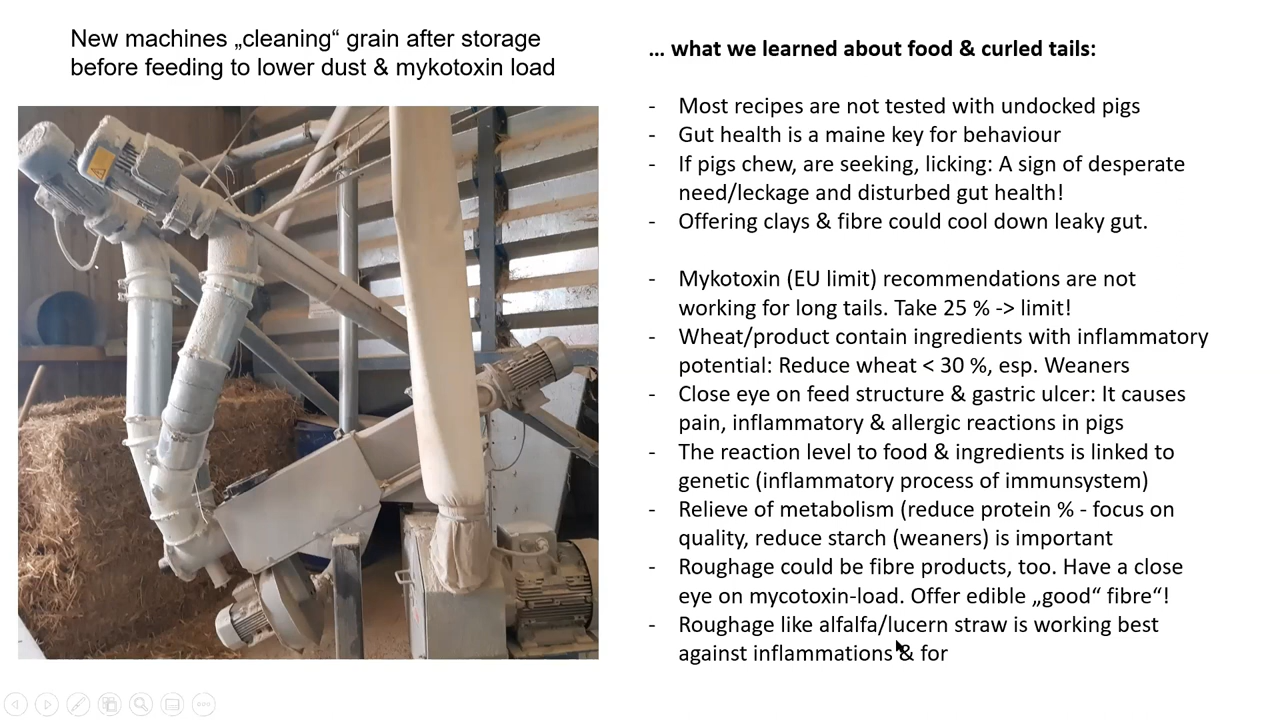 New machines „cleaning“ grain after storage
before feeding to lower dust & mykotoxin load
... what we learned about food & curled tails:
- Most recipes are not tested with undocked pigs
- Gut health is a maine key for behaviour
- If pigs chew, are seeking, licking: A sign of desperate
need/leckage and disturbed gut health!
- Offering clays & fibre could cool down leaky gut.
- Mykotoxin (EU limit) recommendations are not
working for long tails. Take 25 % -> limit!
- Wheat/product contain ingredients with inflammatory
potential: Reduce wheat < 30 %, esp. Weaners
- Close eye on feed structure & gastric ulcer: It causes
pain, inflammatory & allergic reactions in pigs
- The reaction level to food & ingredients is linked to
genetic (inflammatory process of immunsystem)
- Relieve of metabolism (reduce protein % - focus on
quality, reduce starch (weaners) is important
- Roughage could be fibre products, too. Have a close
eye on mycotoxin-load. Offer edible „good“ fibre“!
- Roughage like alfalfa/lucern straw is working best
against inflammations & for